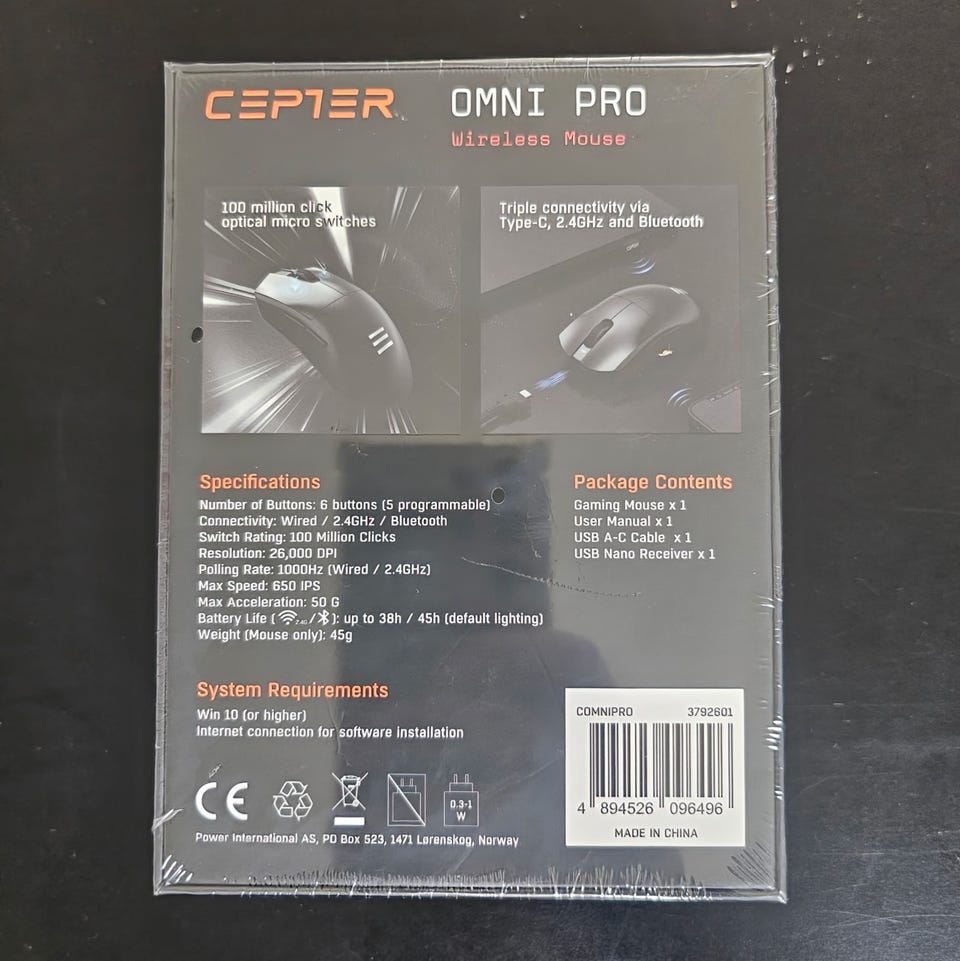 CEPTER
OMNI PRO
Wireless Mouse
100 million click
optical micro switches
Triple connectivity via
Type-C, 2.4GHz and Bluetooth
Specifications
Number of Buttons: 6 buttons (5 programmable)
Connectivity: Wired / 2.4GHz / Bluetooth
Switch Rating: 100 Million Clicks
Resolution: 26,000 DPI
Polling Rate: 1000Hz (Wired / 2.4GHz)
Max Speed: 650 IPS
Max Acceleration: 50 G
Battery Life ( 2.4G / ): up to 38h / 45h (default lighting)
Weight (Mouse only): 45g
Package Contents
Gaming Mouse x 1
User Manual x 1
USB A-C Cable x 1
USB Nano Receiver x 1
System Requirements
Win 10 (or higher)
Internet connection for software installation
CE
0.3-1
W
Power International AS, PO Box 523, 1471 Lørenskog, Norway
COMNIPRO 3792601
4 894526 096496
MADE IN CHINA